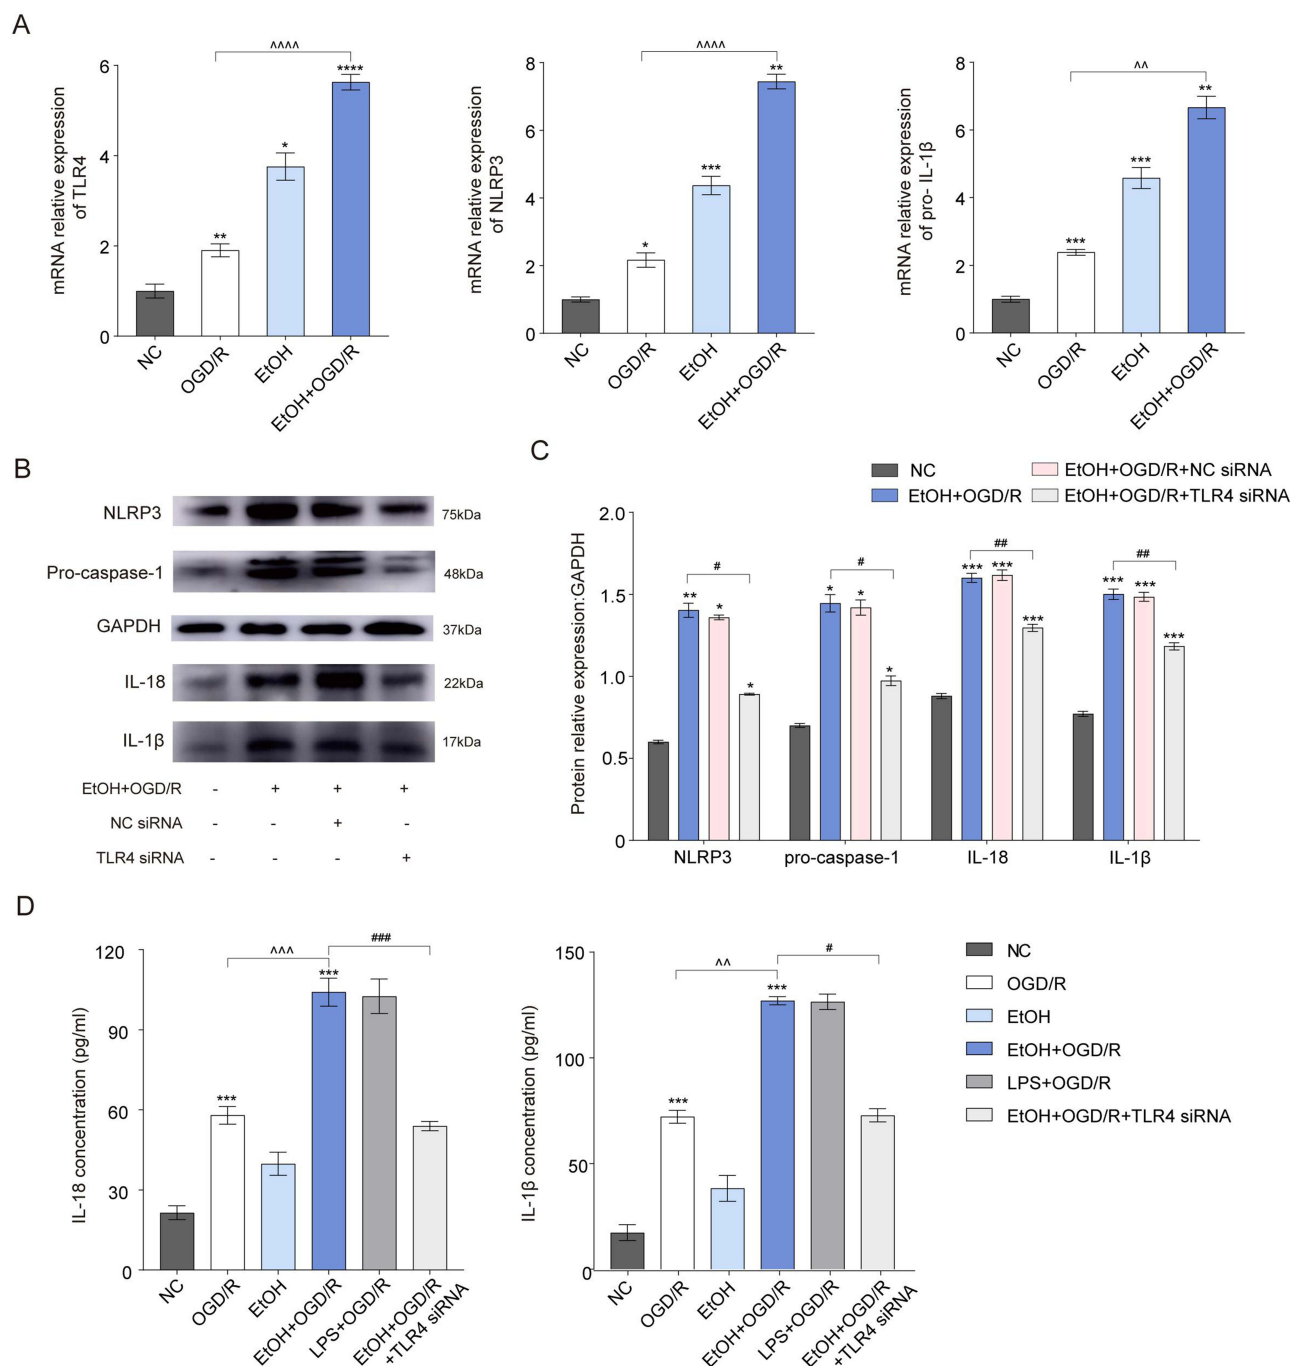 A
mRNA relative expression
of TLR4
6
4
2
0
^^^^
**
*
****
NC
OGD/R
EtOH
EtOH+OGD/R
mRNA relative expression
of NLRP3
8
6
4
2
0
^^^^
*
***
**
NC
OGD/R
EtOH
EtOH+OGD/R
mRNA relative expression
of pro- IL-1β
8
6
4
2
0
^^
***
***
**
NC
OGD/R
EtOH
EtOH+OGD/R
B
NLRP3 75kDa
Pro-caspase-1 48kDa
GAPDH 37kDa
IL-18 22kDa
IL-1β 17kDa
EtOH+OGD/R - + + +
NC siRNA - - + -
TLR4 siRNA - - - +
C
NC
EtOH+OGD/R
EtOH+OGD/R+NC siRNA
EtOH+OGD/R+TLR4 siRNA
Protein relative expression:GAPDH
2.0
1.5
1.0
0.5
0
# # ## ##
** * *
* * *
*** *** ***
*** *** ***
NLRP3 pro-caspase-1 IL-18 IL-1β
D
IL-18 concentration (pg/ml)
120
90
60
30
0
^^^ ###
*** ***
NC
OGD/R
EtOH
EtOH+OGD/R
LPS+OGD/R
EtOH+OGD/R
+TLR4 siRNA
IL-1β concentration (pg/ml)
150
100
50
0
^^ #
*** ***
NC
OGD/R
EtOH
EtOH+OGD/R
LPS+OGD/R
EtOH+OGD/R
+TLR4 siRNA
NC
OGD/R
EtOH
EtOH+OGD/R
LPS+OGD/R
EtOH+OGD/R+TLR4 siRNA